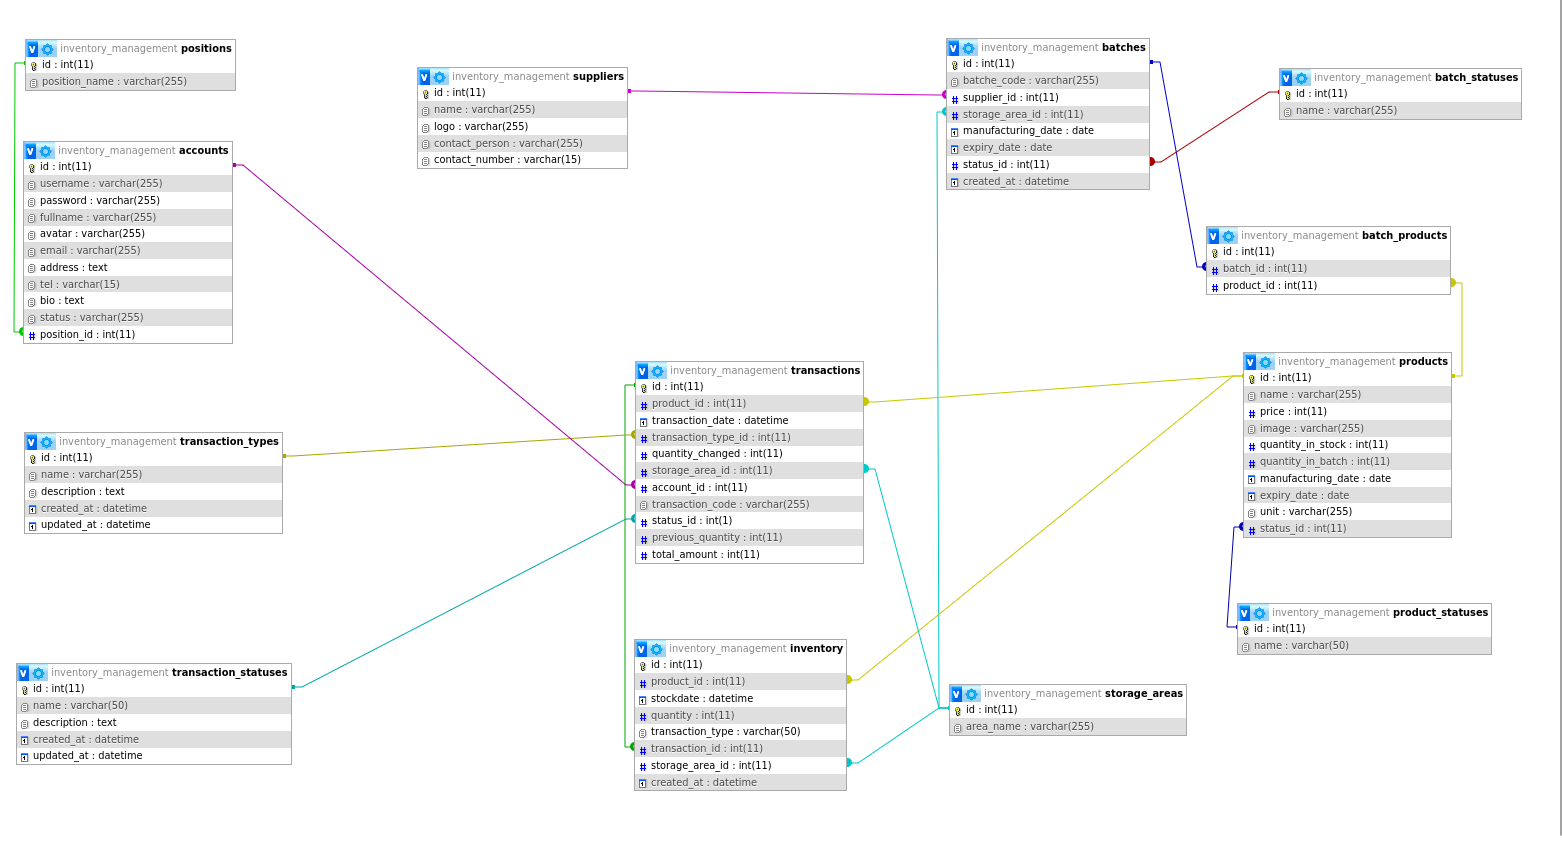 inventory_management positions
id : int(11)
position_name : varchar(255)
inventory_management accounts
id : int(11)
username : varchar(255)
password : varchar(255)
fullname : varchar(255)
avatar : varchar(255)
email : varchar(255)
address : text
tel : varchar(15)
bio : text
status : varchar(255)
position_id : int(11)
inventory_management transaction_types
id : int(11)
name : varchar(255)
description : text
created_at : datetime
updated_at : datetime
inventory_management transaction_statuses
id : int(11)
name : varchar(50)
description : text
created_at : datetime
updated_at : datetime
inventory_management suppliers
id : int(11)
name : varchar(255)
logo : varchar(255)
contact_person : varchar(255)
contact_number : varchar(15)
inventory_management transactions
id : int(11)
product_id : int(11)
transaction_date : datetime
transaction_type_id : int(11)
quantity_changed : int(11)
storage_area_id : int(11)
account_id : int(11)
transaction_code : varchar(255)
status_id : int(1)
previous_quantity : int(11)
total_amount : int(11)
inventory_management inventory
id : int(11)
product_id : int(11)
stockdate : datetime
quantity : int(11)
transaction_type : varchar(50)
transaction_id : int(11)
storage_area_id : int(11)
created_at : datetime
inventory_management batches
id : int(11)
batche_code : varchar(255)
supplier_id : int(11)
storage_area_id : int(11)
manufacturing_date : date
expiry_date : date
status_id : int(11)
created_at : datetime
inventory_management batch_statuses
id : int(11)
name : varchar(255)
inventory_management batch_products
id : int(11)
batch_id : int(11)
product_id : int(11)
inventory_management products
id : int(11)
name : varchar(255)
price : int(11)
image : varchar(255)
quantity_in_stock : int(11)
quantity_in_batch : int(11)
manufacturing_date : date
expiry_date : date
unit : varchar(255)
status_id : int(11)
inventory_management product_statuses
id : int(11)
name : varchar(50)
inventory_management storage_areas
id : int(11)
area_name : varchar(255)